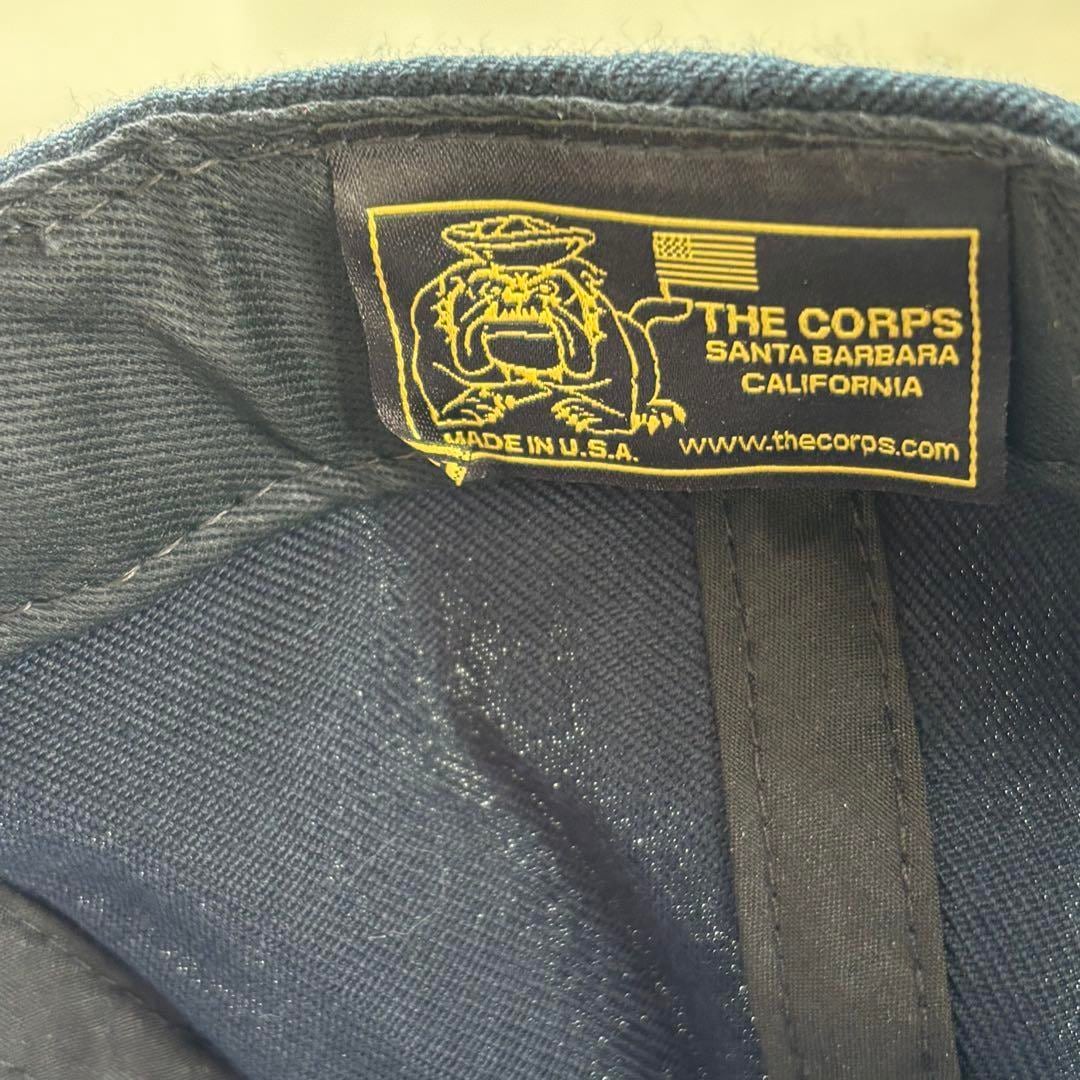 THE CORPS
SANTA BARBARA
CALIFORNIA
MADE IN U.S.A.
www.thecorps.com